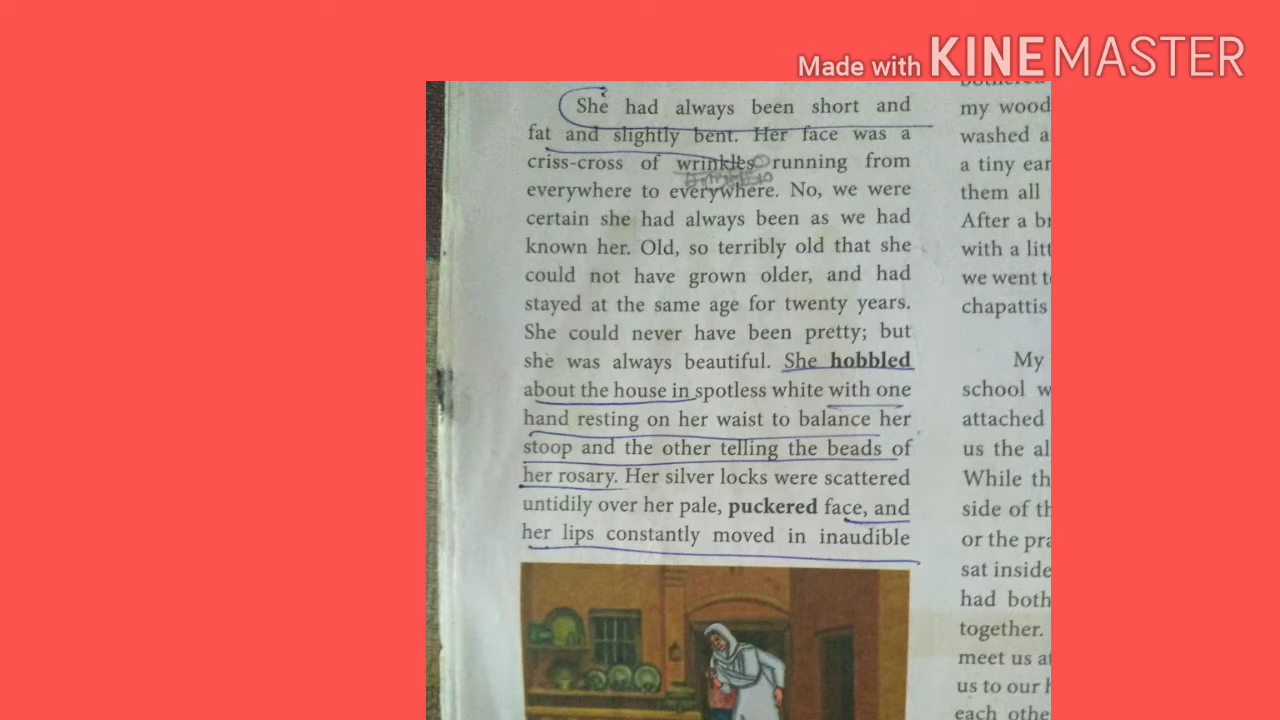 Made with KINEMASTER
She had always been short and
fat and slightly bent. Her face was a
criss-cross of wrinkles running from
everywhere to everywhere. No, we were
certain she had always been as we had
known her. Old, so terribly old that she
could not have grown older, and had
stayed at the same age for twenty years.
She could never have been pretty; but
she was always beautiful. She hobbled
about the house in spotless white with one
hand resting on her waist to balance her
stoop and the other telling the beads of
her rosary. Her silver locks were scattered
untidily over her pale, puckered face, and
her lips constantly moved in inaudible
my wood
washed a
a tiny ear
them all
After a br
with a litt
we went t
chapattis
My
school w
attached
us the al
While th
side of th
or the pra
sat inside
had both
together.
meet us at
us to our h
each othe